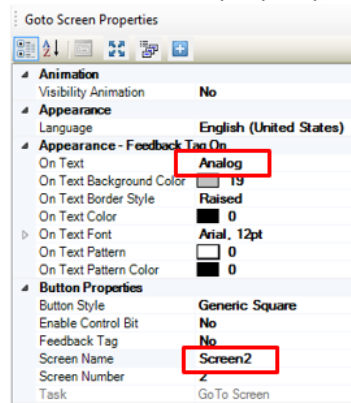 Goto Screen Properties
Animation
Visibility Animation No
Appearance
Language English (United States)
Appearance - Feedback Tag On
On Text Analog
On Text Background Color 19
On Text Border Style Raised
On Text Color 0
On Text Font Arial, 12pt
On Text Pattern 0
On Text Pattern Color 0
Button Properties
Button Style Generic Square
Enable Control Bit No
Feedback Tag No
Screen Name Screen2
Screen Number 2
Task GoTo Screen